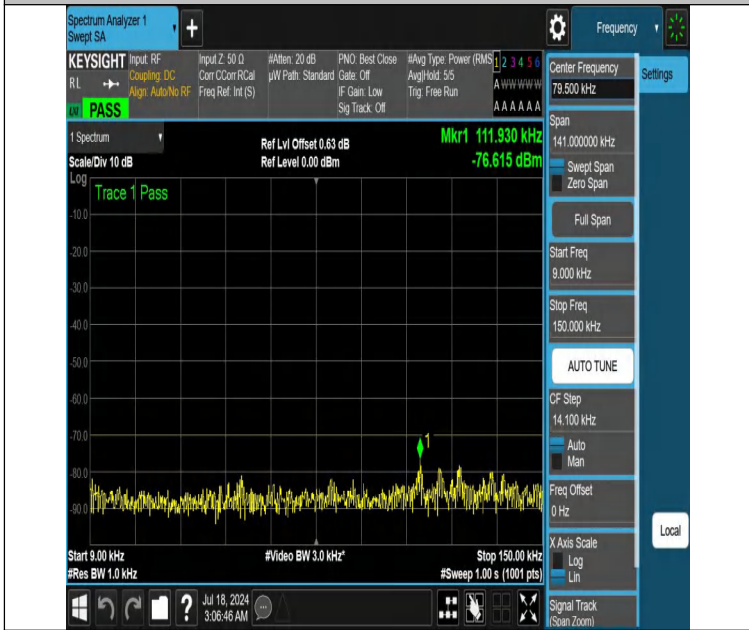 Spectrum Analyzer 1
Swept SA
+
Frequency
KEYSIGHT
RL
PASS
Input: RF
Coupling: DC
Align: Auto/No RF
Input Z: 50 Ω
Corr CCorr RCal
Freq Ref: Int (S)
#Atten: 20 dB
µW Path: Standard
PNO: Best Close
Gate: Off
IF Gain: Low
Sig Track: Off
#Avg Type: Power (RMS
Avg|Hold: 5/5
Trig: Free Run
1 2 3 4 5 6
A W W W W W
A A A A A A
1 Spectrum
Scale/Div 10 dB
Ref Lvl Offset 0.63 dB
Ref Level 0.00 dBm
Mkr1 111.930 kHz
-76.615 dBm
Log
Trace 1 Pass
-10.0
-20.0
-30.0
-40.0
-50.0
-60.0
-70.0
-80.0
-90.0
1
Start 9.00 kHz
#Res BW 1.0 kHz
#Video BW 3.0 kHz*
Stop 150.00 kHz
#Sweep 1.00 s (1001 pts)
Center Frequency
79.500 kHz
Settings
Span
141.000000 kHz
Swept Span
Zero Span
Full Span
Start Freq
9.000 kHz
Stop Freq
150.000 kHz
AUTO TUNE
CF Step
14.100 kHz
Auto
Man
Freq Offset
0 Hz
X Axis Scale
Log
Lin
Local
Signal Track
(Span Zoom)
?
Jul 18, 2024
3:06:46 AM